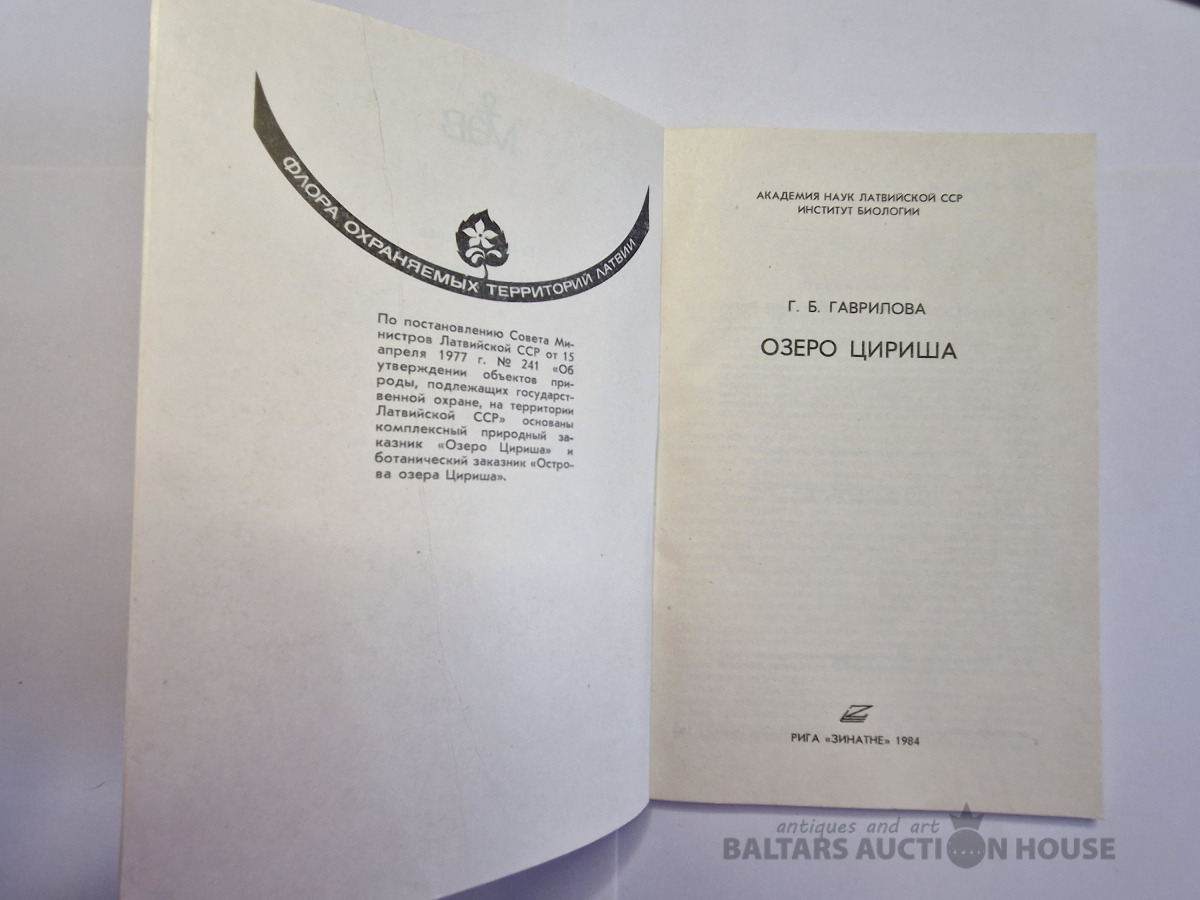 ФЛОРА ОХРАНЯЕМЫХ ТЕРРИТОРИЙ ЛАТВИИ
По постановлению Совета Ми-
нистров Латвийской ССР от 15
апреля 1977 г. № 241 «Об
утверждении объектов при-
роды, подлежащих государст-
венной охране, на территории
Латвийской ССР» основаны
комплексный природный за-
казник «Озеро Цириша» и
ботанический заказник «Остро-
ва озера Цириша».
АКАДЕМИЯ НАУК ЛАТВИЙСКОЙ ССР
ИНСТИТУТ БИОЛОГИИ
Г. Б. ГАВРИЛОВА
ОЗЕРО ЦИРИША
РИГА «ЗИНАТНЕ» 1984
antiques and art
BALTARS AUCTION HOUSE